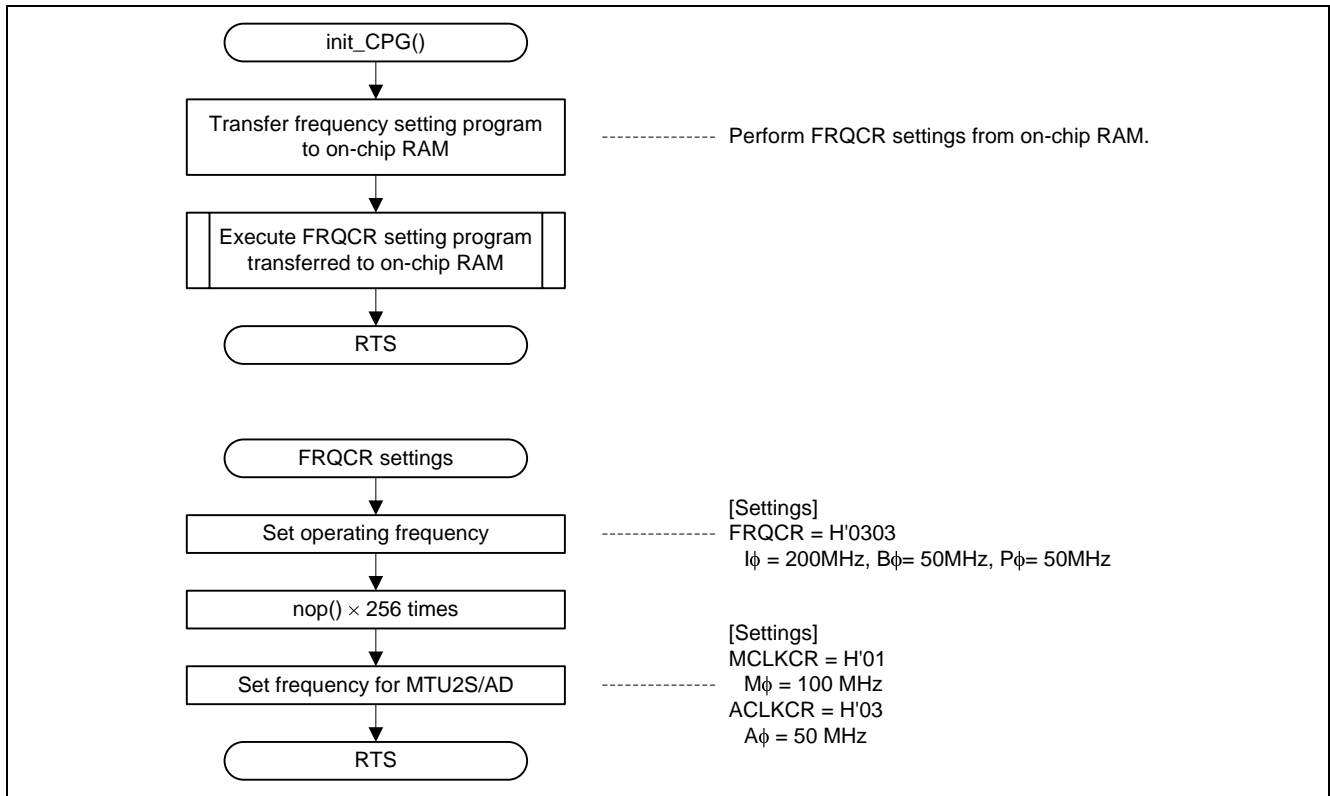 init_CPG()
Transfer frequency setting program
to on-chip RAM
Perform FRQCR settings from on-chip RAM.
Execute FRQCR setting program
transferred to on-chip RAM
RTS
FRQCR settings
Set operating frequency
[Settings]
FRQCR = H'0303
Iϕ = 200MHz, Bϕ= 50MHz, Pϕ= 50MHz
nop() × 256 times
Set frequency for MTU2S/AD
[Settings]
MCLKCR = H'01
Mϕ = 100 MHz
ACLKCR = H'03
Aϕ = 50 MHz
RTS